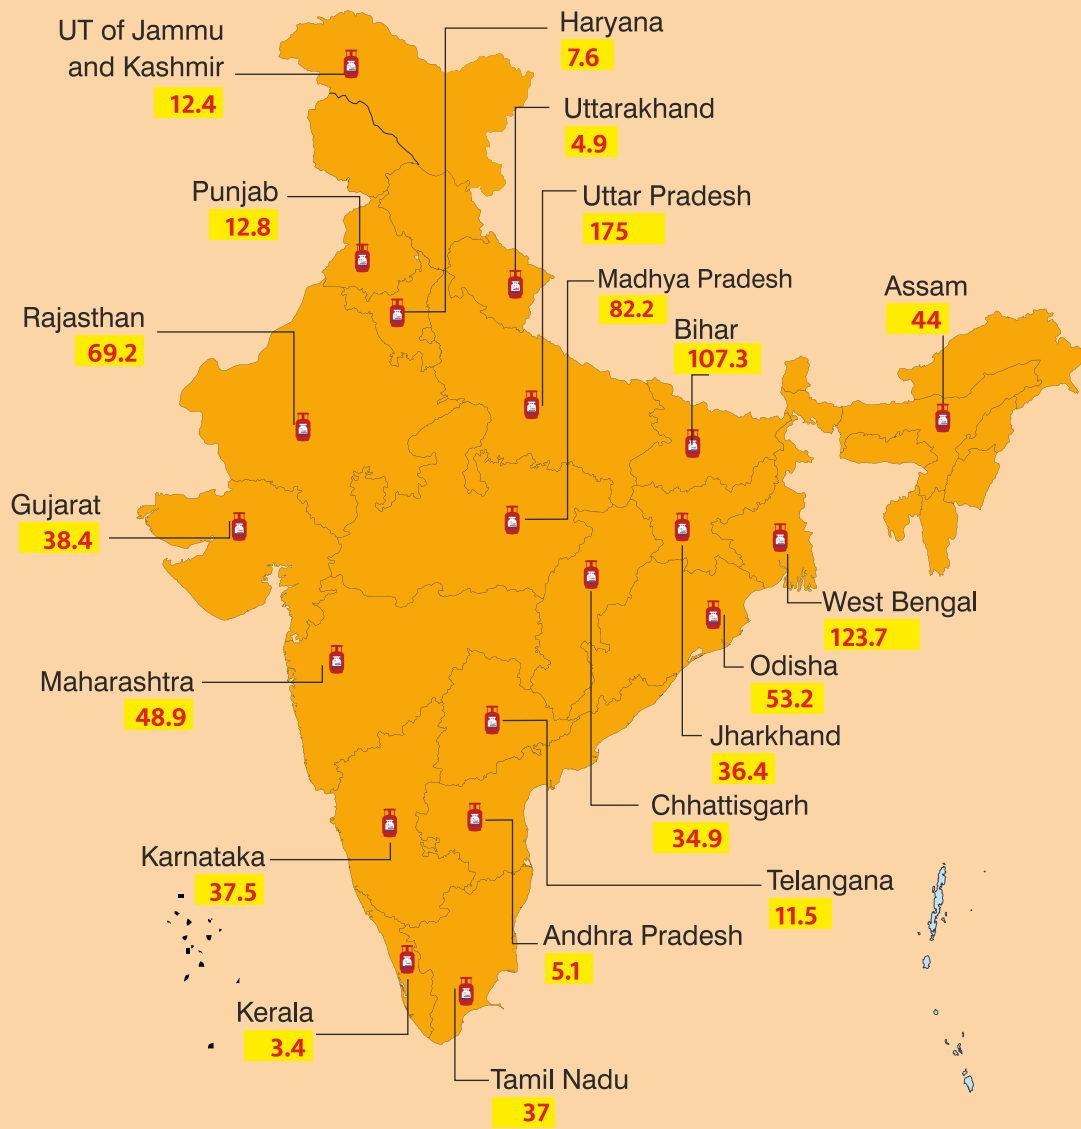 UT of Jammu
and Kashmir
12.4
Haryana
7.6
Uttarakhand
4.9
Punjab
12.8
Uttar Pradesh
175
Madhya Pradesh
82.2
Assam
44
Rajasthan
69.2
Bihar
107.3
Gujarat
38.4
West Bengal
123.7
Maharashtra
48.9
Odisha
53.2
Jharkhand
36.4
Chhattisgarh
34.9
Karnataka
37.5
Telangana
11.5
Andhra Pradesh
5.1
Kerala
3.4
Tamil Nadu
37